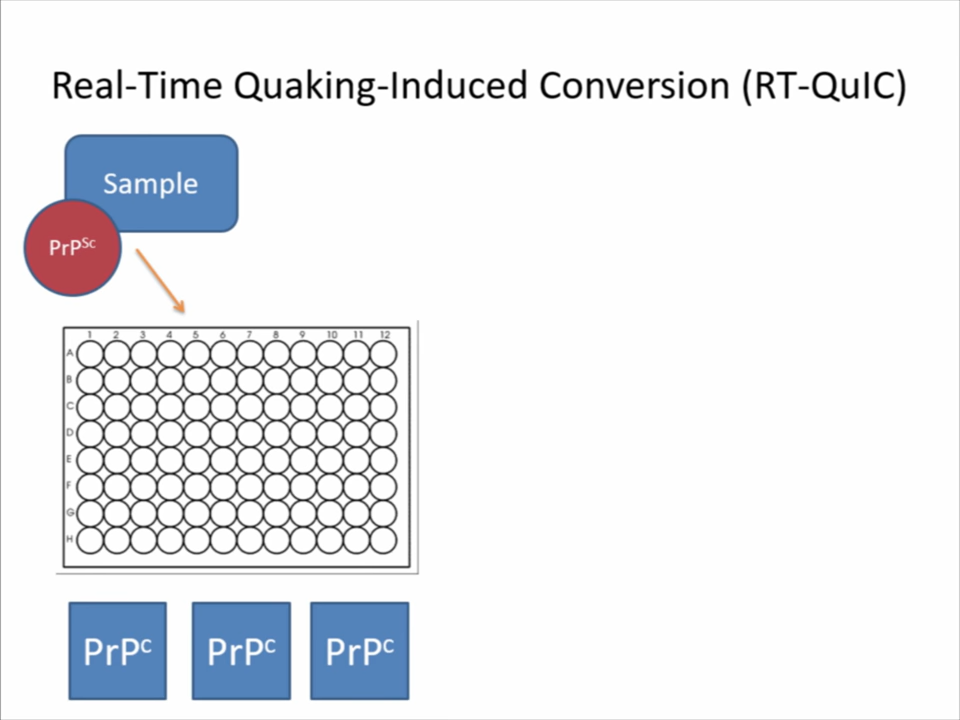 Real-Time Quaking-Induced Conversion (RT-QuIC)
Sample
PrPSc
1 2 3 4 5 6 7 8 9 10 11 12
A
B
C
D
E
F
G
H
PrPc PrPc PrPc